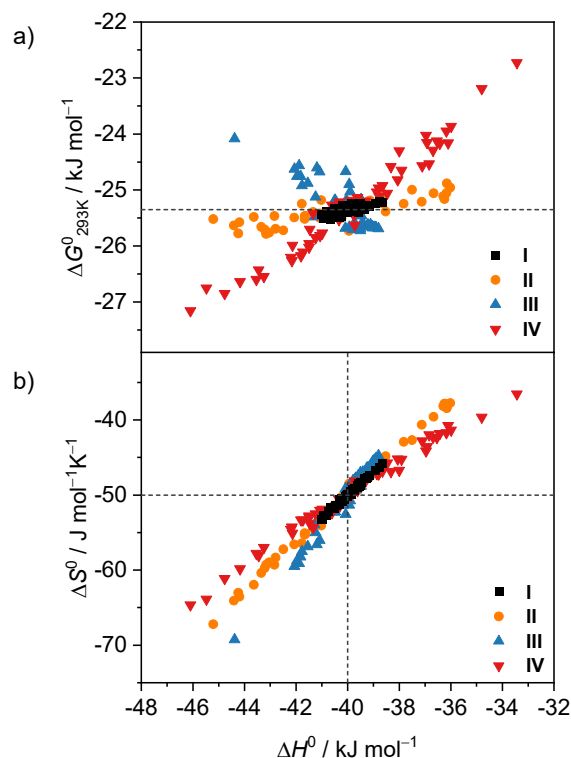 a)
ΔG⁰₂₉₃K / kJ mol⁻¹
-22
-23
-24
-25
-26
-27
I
II
III
IV
b)
ΔS⁰ / J mol⁻¹K⁻¹
-40
-50
-60
-70
I
II
III
IV
-48 -46 -44 -42 -40 -38 -36 -34 -32
ΔH⁰ / kJ mol⁻¹